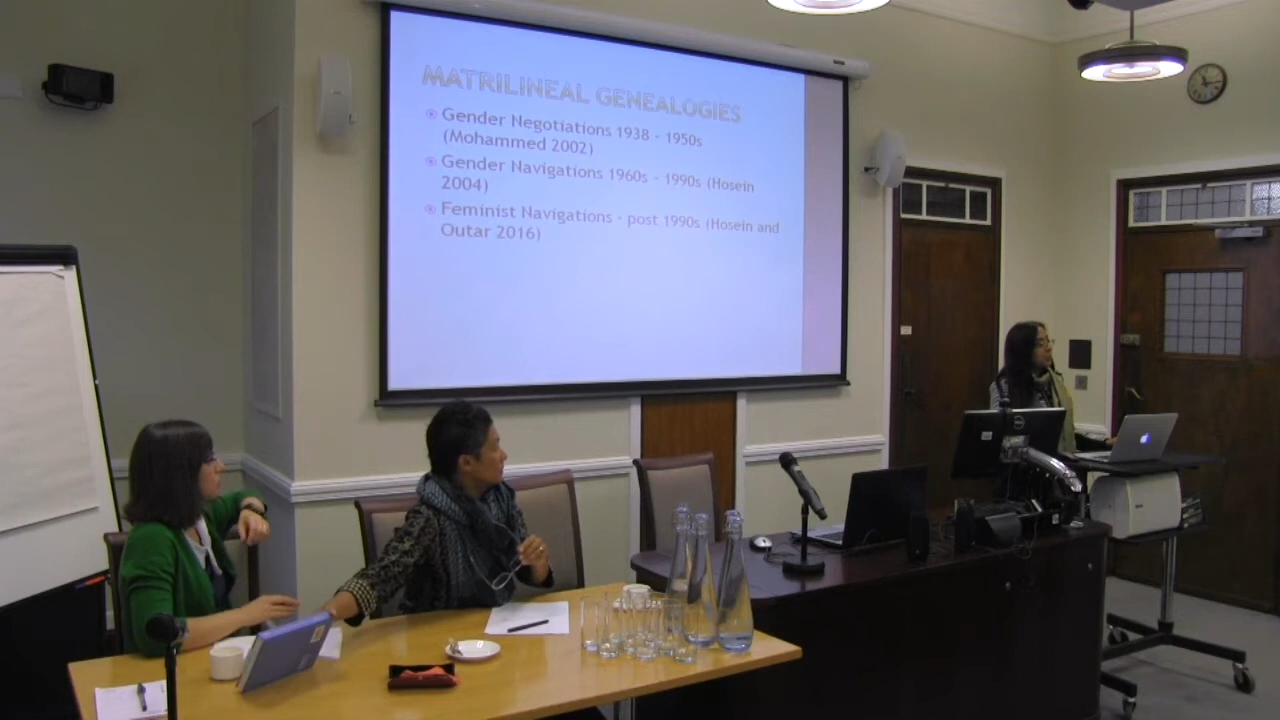 MATRILINEAL GENEALOGIES
Gender Negotiations 1938 - 1950s
(Mohammed 2002)
Gender Navigations 1960s - 1990s (Hosein
2004)
Feminist Navigations - post 1990s (Hosein and
Outar 2016)